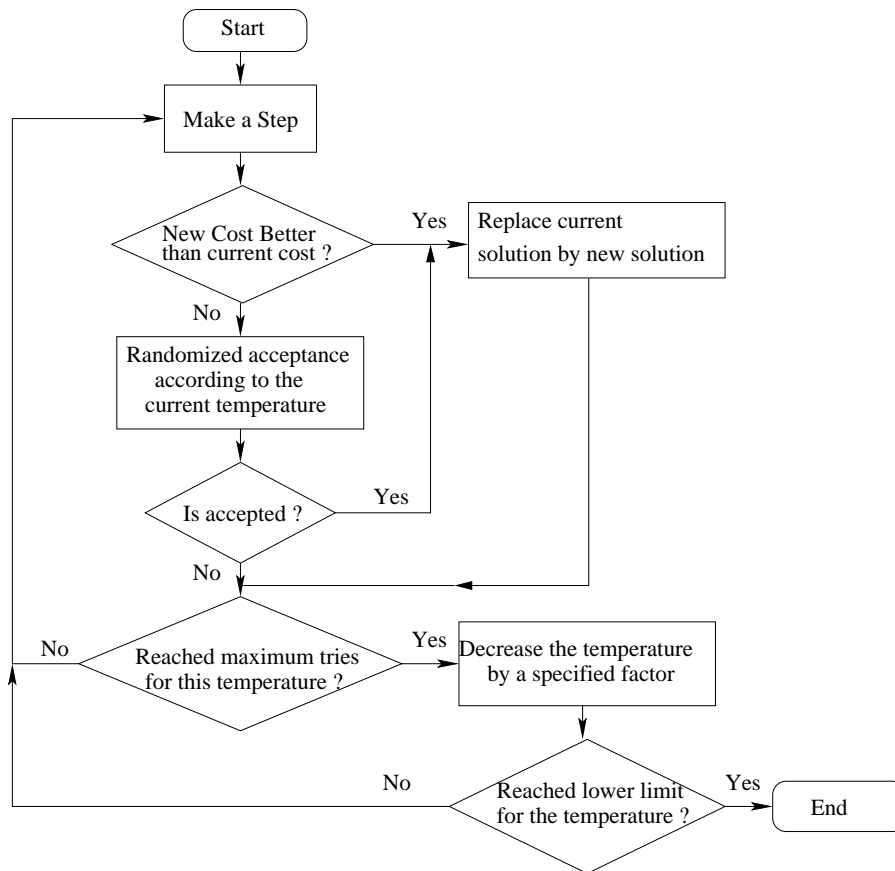 Start
Make a Step
New Cost Better
than current cost ?
Yes
Replace current
solution by new solution
No
Randomized acceptance
according to the
current temperature
Is accepted ?
Yes
No
Reached maximum tries
for this temperature ?
No
Yes
Decrease the temperature
by a specified factor
Reached lower limit
for the temperature ?
No
Yes
End